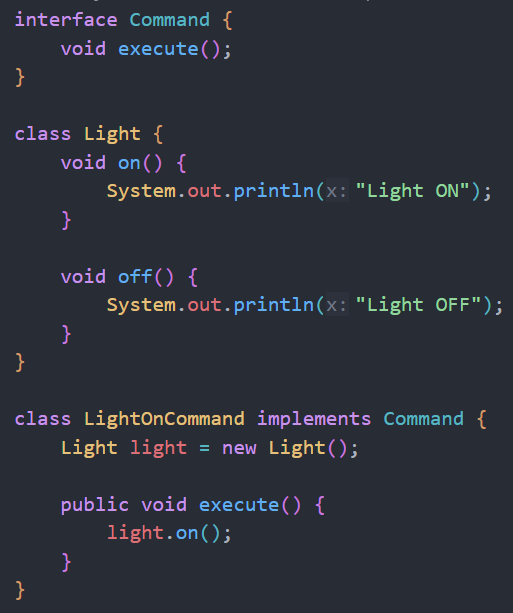 interface Command {
    void execute();
}

class Light {
    void on() {
        System.out.println(x: "Light ON");
    }

    void off() {
        System.out.println(x: "Light OFF");
    }
}

class LightOnCommand implements Command {
    Light light = new Light();

    public void execute() {
        light.on();
    }
}